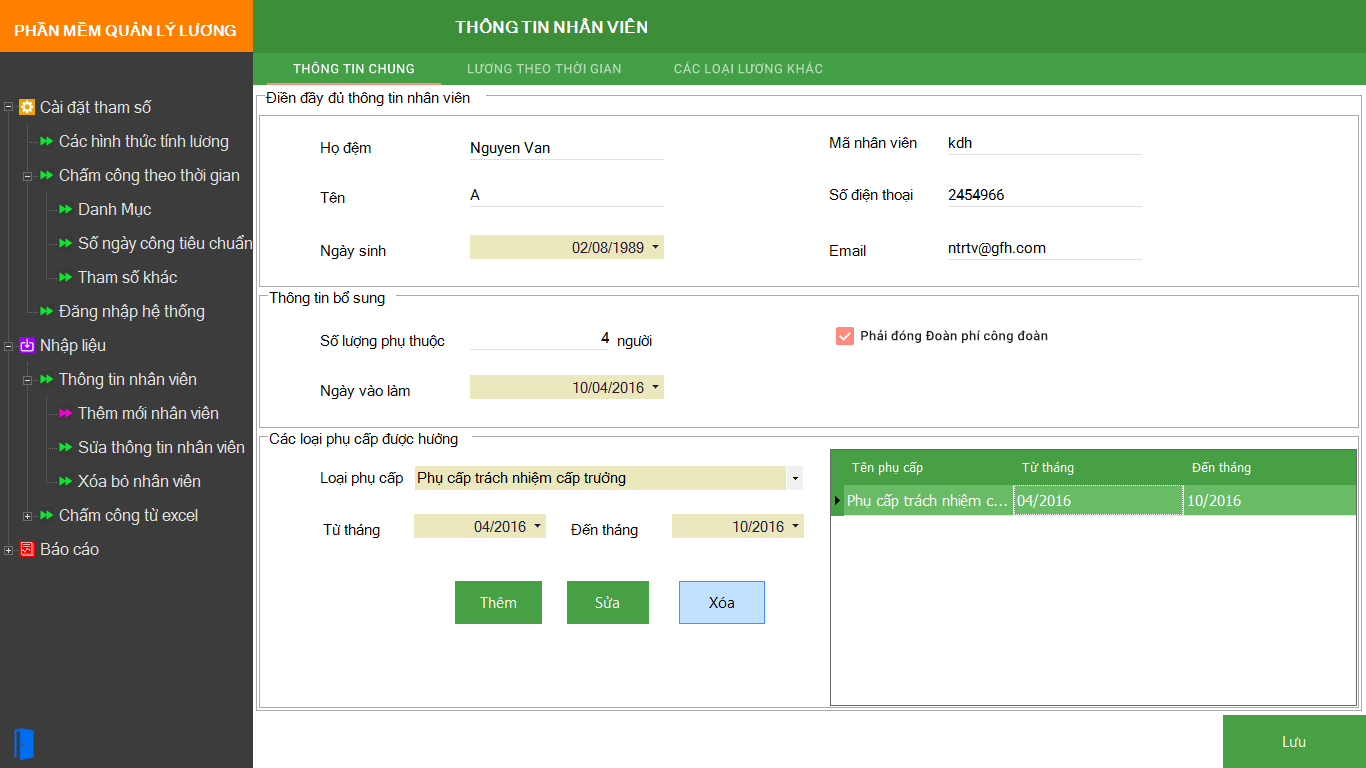 PHẦN MỀM QUẢN LÝ LƯƠNG
THÔNG TIN NHÂN VIÊN
THÔNG TIN CHUNG
LƯƠNG THEO THỜI GIAN
CÁC LOẠI LƯƠNG KHÁC
Cài đặt tham số
Các hình thức tính lương
Chấm công theo thời gian
Danh Mục
Số ngày công tiêu chuẩn
Tham số khác
Đăng nhập hệ thống
Nhập liệu
Thông tin nhân viên
Thêm mới nhân viên
Sửa thông tin nhân viên
Xóa bỏ nhân viên
Chấm công từ excel
Báo cáo
Điền đầy đủ thông tin nhân viên
Họ đệm Nguyen Van
Mã nhân viên kdh
Tên A
Số điện thoại 2454966
Ngày sinh 02/08/1989
Email ntrtv@gfh.com
Thông tin bổ sung
Số lượng phụ thuộc 4 người
Phải đóng Đoàn phí công đoàn
Ngày vào làm 10/04/2016
Các loại phụ cấp được hưởng
Loại phụ cấp Phụ cấp trách nhiệm cấp trưởng
Từ tháng 04/2016 Đến tháng 10/2016
Thêm Sửa Xóa
Tên phụ cấp Từ tháng Đến tháng
Phụ cấp trách nhiệm c... 04/2016 10/2016
Lưu